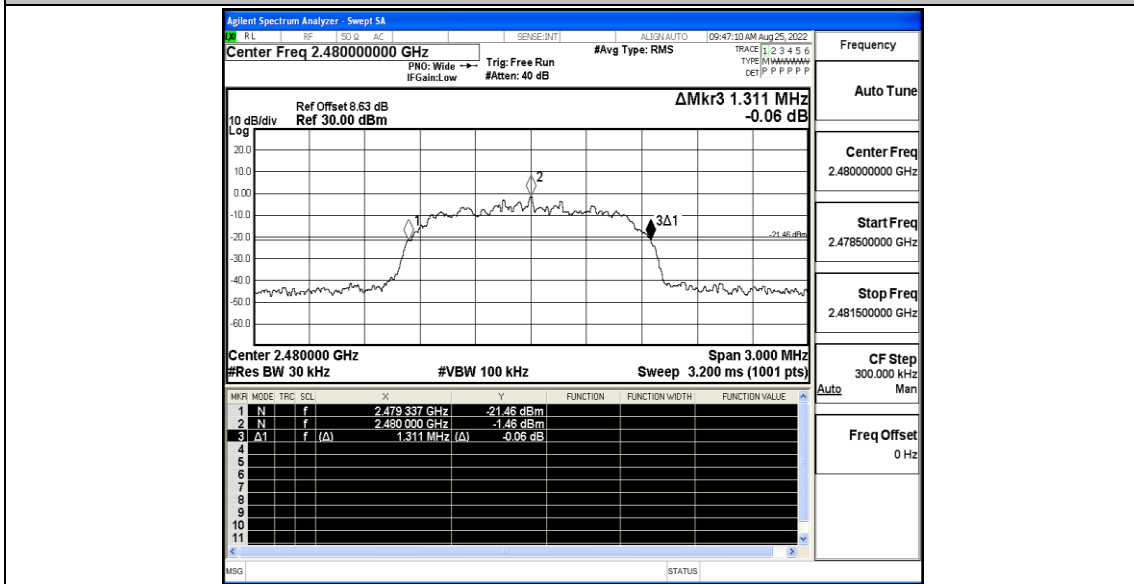 Agilent Spectrum Analyzer - Swept SA
RL RF 50 Ω AC SENSE:INT ALIGN AUTO 09:47:10 AM Aug 25, 2022
Center Freq 2.480000000 GHz
PNO: Wide
IFGain:Low
Trig: Free Run
#Atten: 40 dB
#Avg Type: RMS
TRACE 1 2 3 4 5 6
TYPE M W W W W W
DET P P P P P P
Frequency
Auto Tune
Center Freq
2.480000000 GHz
Start Freq
2.478500000 GHz
Stop Freq
2.481500000 GHz
CF Step
300.000 kHz
Auto Man
Freq Offset
0 Hz
ΔMkr3 1.311 MHz
-0.06 dB
Ref Offset 8.63 dB
10 dB/div Ref 30.00 dBm
Log
20.0
10.0
0.00
-10.0
-20.0
-30.0
-40.0
-50.0
-60.0
1
2
3Δ1
-21.46 dBm
Center 2.480000 GHz Span 3.000 MHz
#Res BW 30 kHz #VBW 100 kHz Sweep 3.200 ms (1001 pts)
MKR MODE TRC SCL X Y FUNCTION FUNCTION WIDTH FUNCTION VALUE
1 N f 2.479 337 GHz -21.46 dBm
2 N f 2.480 000 GHz -1.46 dBm
3 Δ1 f (Δ) 1.311 MHz (Δ) -0.06 dB
4
5
6
7
8
9
10
11
MSG STATUS